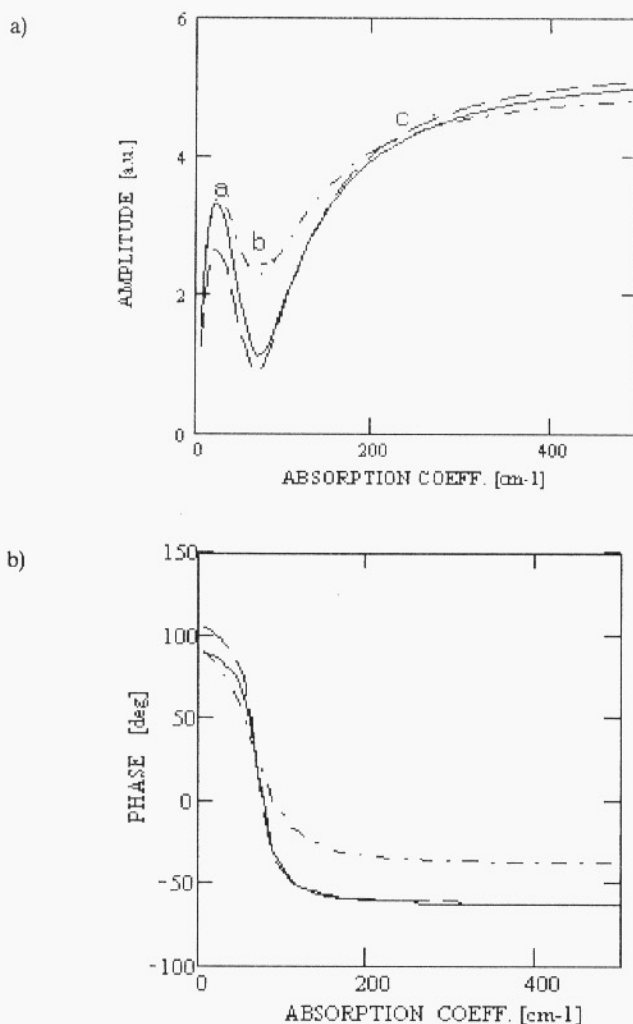 a)
6
4
2
0
AMPLITUDE [a.u.]
a
b
c
0 200 400
ABSORPTION COEFF. [cm-1]
b)
150
100
50
0
-50
-100
PHASE [deg]
0 200 400
ABSORPTION COEFF. [cm-1]